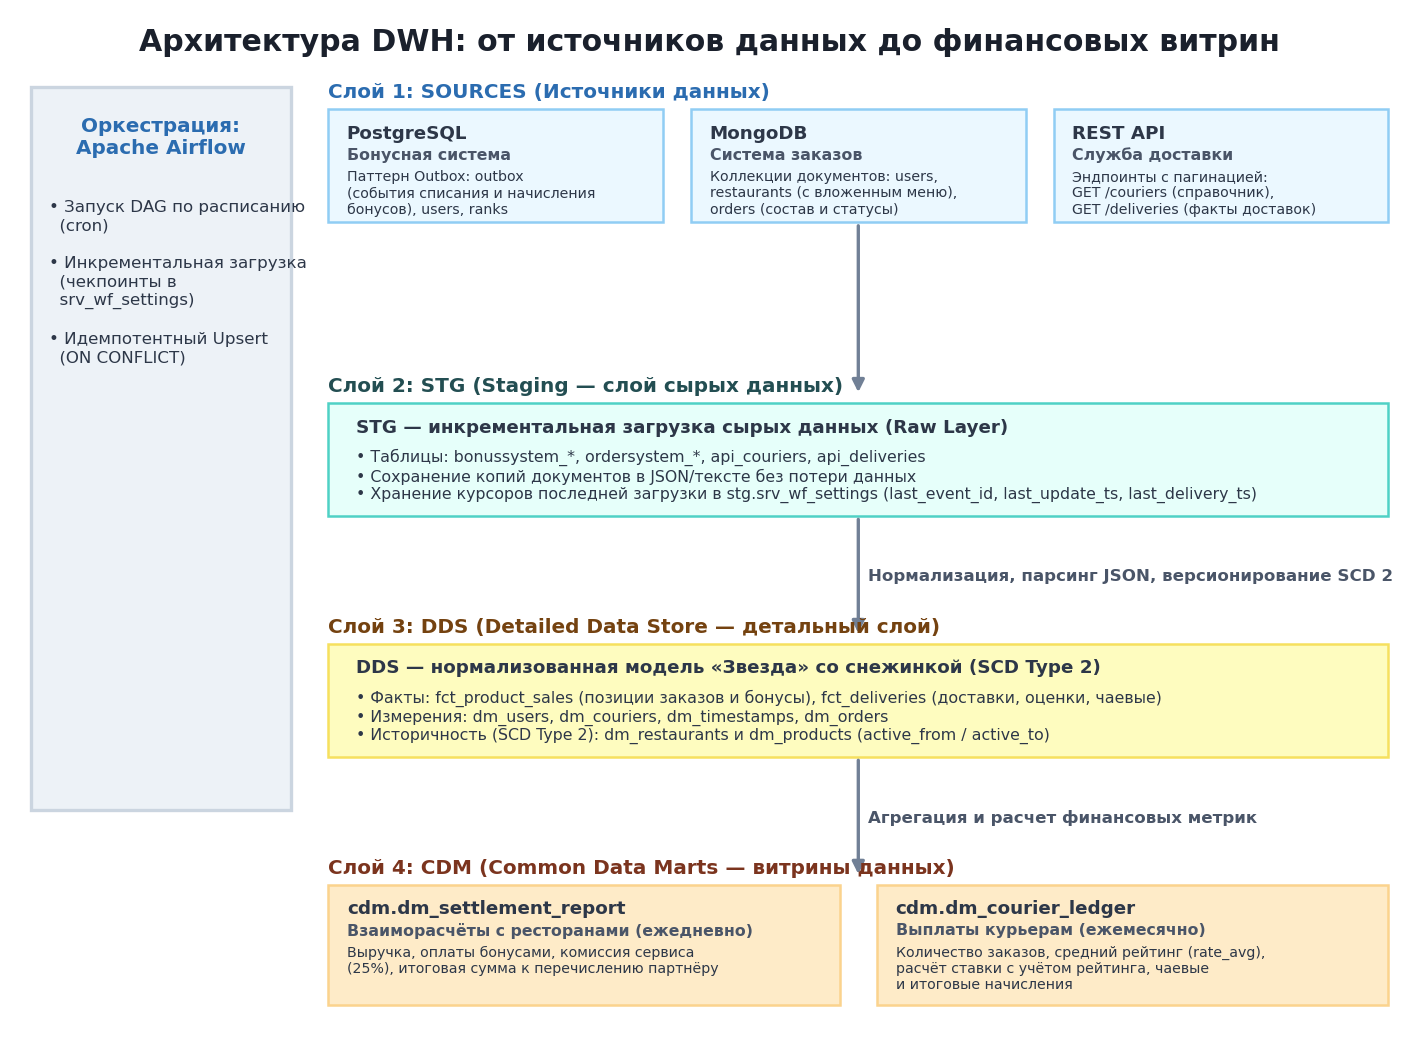 Архитектура DWH: от источников данных до финансовых витрин
Оркестрация:
Apache Airflow
• Запуск DAG по расписанию
(cron)
• Инкрементальная загрузка
(чекпоинты в
srv_wf_settings)
• Идемпотентный Upsert
(ON CONFLICT)
Слой 1: SOURCES (Источники данных)
PostgreSQL
Бонусная система
Паттерн Outbox: outbox
(события списания и начисления
бонусов), users, ranks
MongoDB
Система заказов
Коллекции документов: users,
restaurants (с вложенным меню),
orders (состав и статусы)
REST API
Служба доставки
Эндпоинты с пагинацией:
GET /couriers (справочник),
GET /deliveries (факты доставок)
Слой 2: STG (Staging — слой сырых данных)
STG — инкрементальная загрузка сырых данных (Raw Layer)
• Таблицы: bonussystem_*, ordersystem_*, api_couriers, api_deliveries
• Сохранение копий документов в JSON/тексте без потери данных
• Хранение курсоров последней загрузки в stg.srv_wf_settings (last_event_id, last_update_ts, last_delivery_ts)
Нормализация, парсинг JSON, версионирование SCD 2
Слой 3: DDS (Detailed Data Store — детальный слой)
DDS — нормализованная модель «Звезда» со снежинкой (SCD Type 2)
• Факты: fct_product_sales (позиции заказов и бонусы), fct_deliveries (доставки, оценки, чаевые)
• Измерения: dm_users, dm_couriers, dm_timestamps, dm_orders
• Историчность (SCD Type 2): dm_restaurants и dm_products (active_from / active_to)
Агрегация и расчет финансовых метрик
Слой 4: CDM (Common Data Marts — витрины данных)
cdm.dm_settlement_report
Взаиморасчёты с ресторанами (ежедневно)
Выручка, оплаты бонусами, комиссия сервиса
(25%), итоговая сумма к перечислению партнёру
cdm.dm_courier_ledger
Выплаты курьерам (ежемесячно)
Количество заказов, средний рейтинг (rate_avg),
расчёт ставки с учётом рейтинга, чаевые
и итоговые начисления